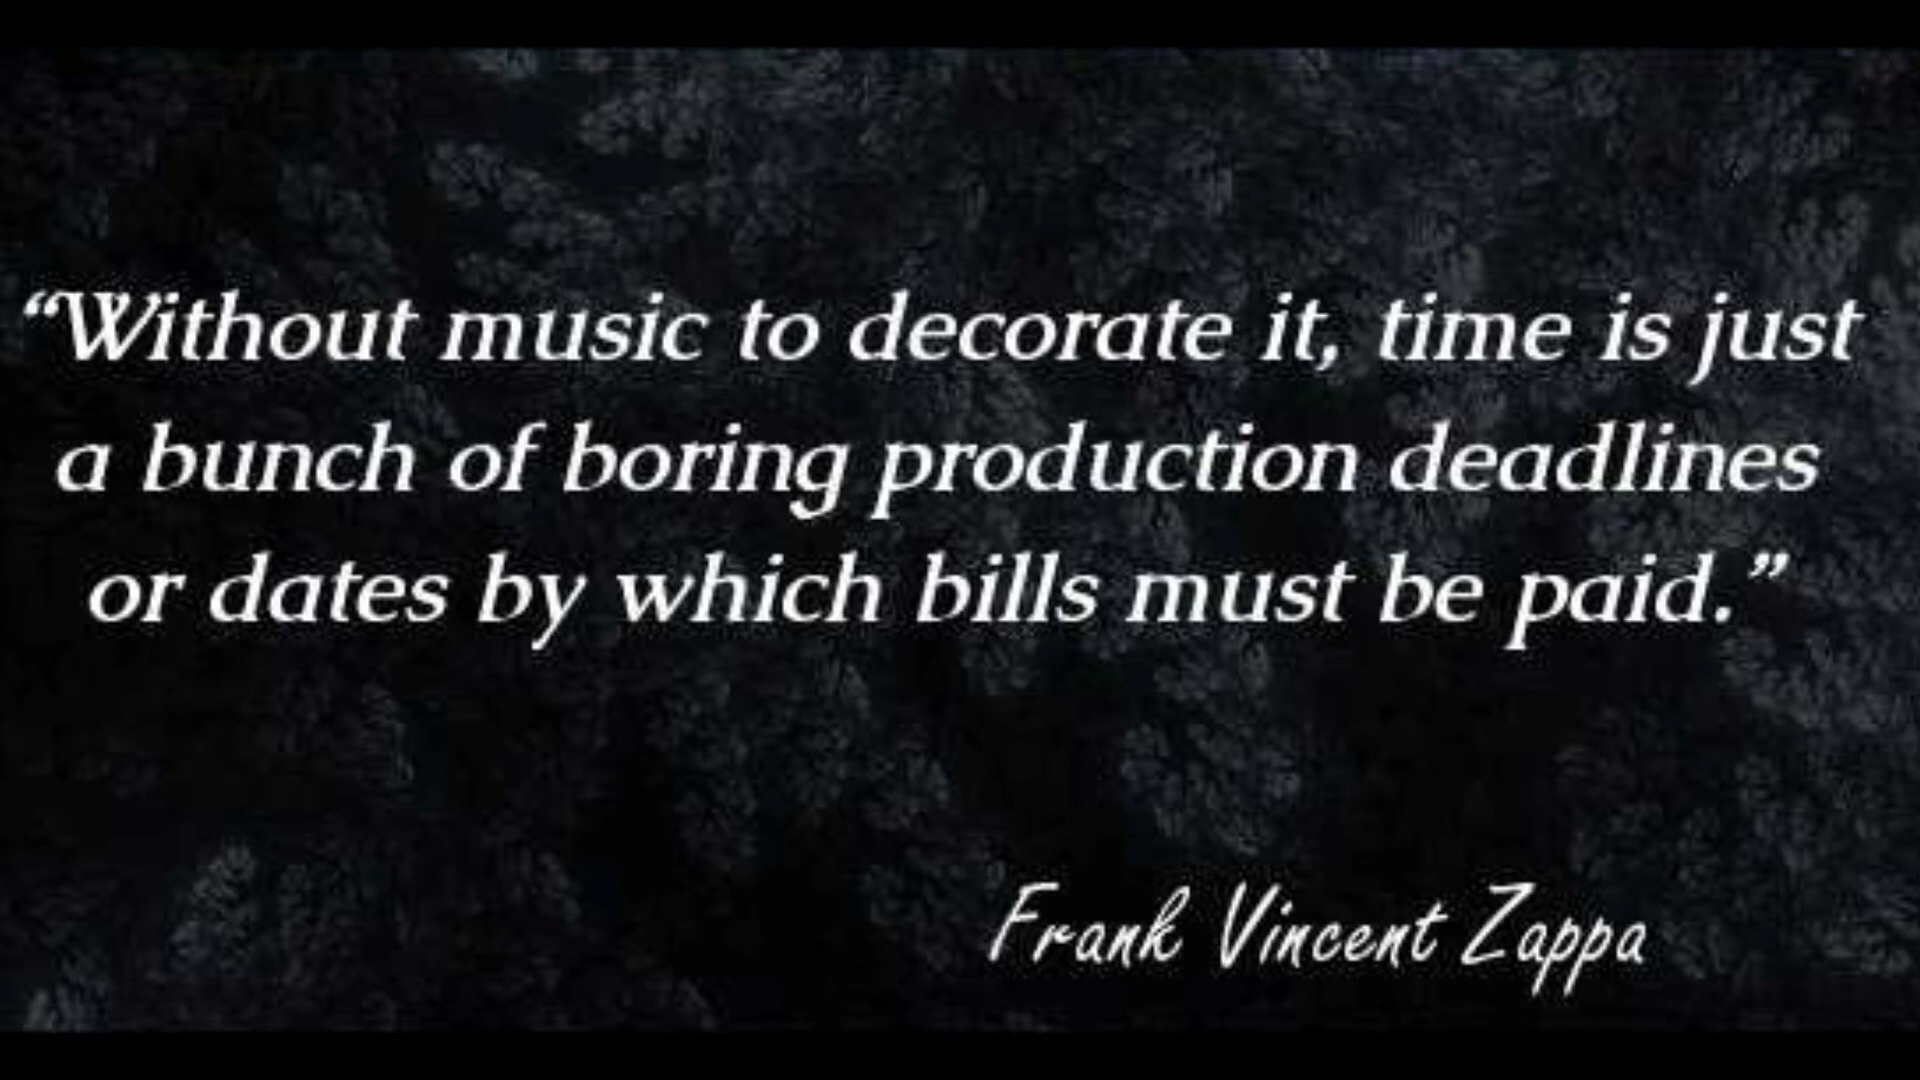 “Without music to decorate it, time is just
a bunch of boring production deadlines
or dates by which bills must be paid.”
Frank Vincent Zappa